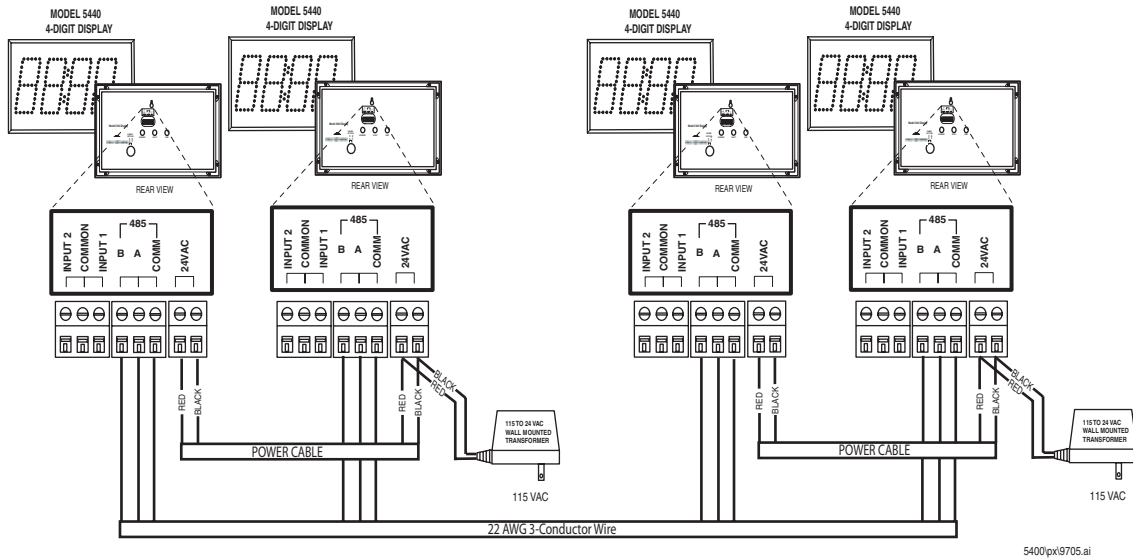 MODEL 5440
4-DIGIT DISPLAY
MODEL 5440
4-DIGIT DISPLAY
MODEL 5440
4-DIGIT DISPLAY
MODEL 5440
4-DIGIT DISPLAY
REAR VIEW
REAR VIEW
REAR VIEW
REAR VIEW
INPUT 2
COMMON
INPUT 1
485
B A
COMM
24VAC
INPUT 2
COMMON
INPUT 1
485
B A
COMM
24VAC
INPUT 2
COMMON
INPUT 1
485
B A
COMM
24VAC
INPUT 2
COMMON
INPUT 1
485
B A
COMM
24VAC
RED
BLACK
RED
BLACK
BLACK
RED
RED
BLACK
RED
BLACK
BLACK
RED
115 TO 24 VAC
WALL MOUNTED
TRANSFORMER
115 VAC
115 TO 24 VAC
WALL MOUNTED
TRANSFORMER
115 VAC
POWER CABLE
POWER CABLE
22 AWG 3-Conductor Wire
5400\px\9705.ai